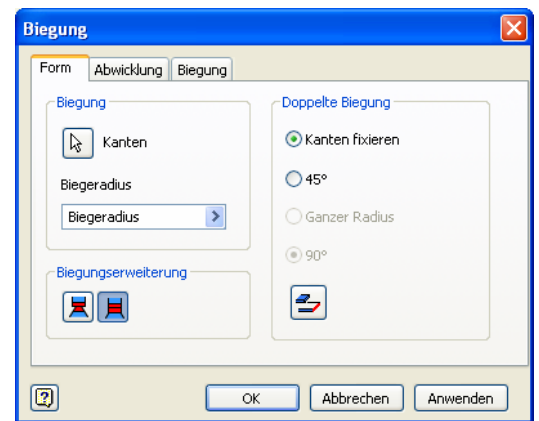 Biegung
Form Abwicklung Biegung
Biegung
Kanten
Biegeradius
Biegeradius
Biegungserweiterung
Doppelte Biegung
Kanten fixieren
45°
Ganzer Radius
90°
OK Abbrechen Anwenden